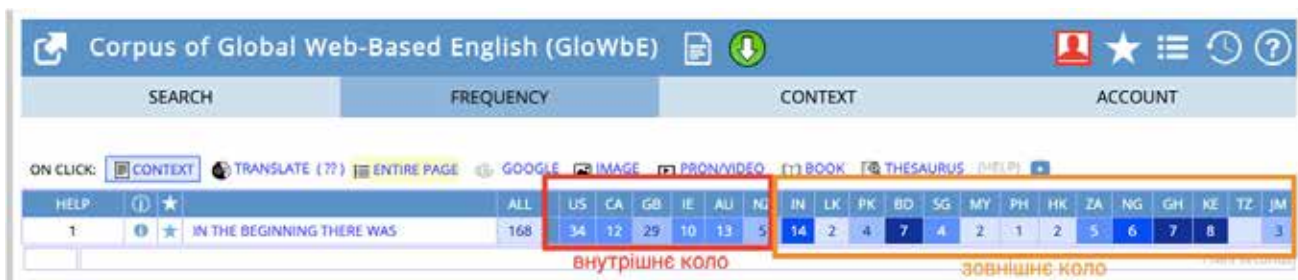 Corpus of Global Web-Based English (GloWbE)
SEARCH FREQUENCY CONTEXT ACCOUNT
ON CLICK: CONTEXT TRANSLATE (??) ENTIRE PAGE GOOGLE IMAGE PRON/VIDEO BOOK THESAURUS (HELP)
HELP ALL US CA GB IE AU NZ IN LK PK BD SG MY PH HK ZA NG GH KE TZ JM
1 IN THE BEGINNING THERE WAS 168 34 12 29 10 13 5 14 2 4 7 4 2 1 2 5 6 7 8 3
внутрішнє коло зовнішнє коло